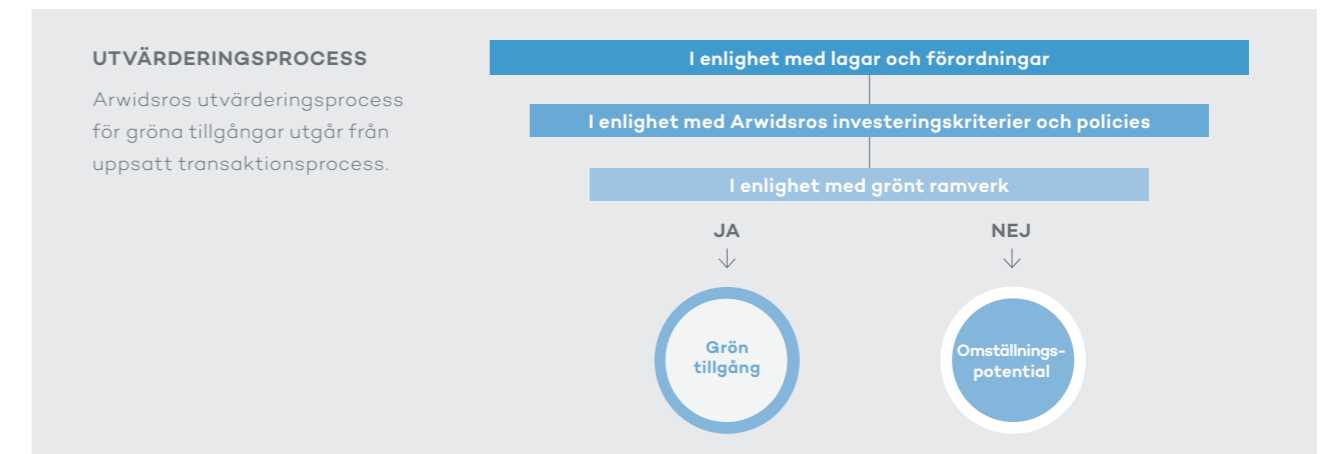 UTVÄRDERINGSPROCESS
Arwidsros utvärderingsprocess
för gröna tillgångar utgår från
uppsatt transaktionsprocess.
I enlighet med lagar och förordningar
I enlighet med Arwidsros investeringskriterier och policies
I enlighet med grönt ramverk
JA
NEJ
Grön
tillgång
Omställnings-
potential